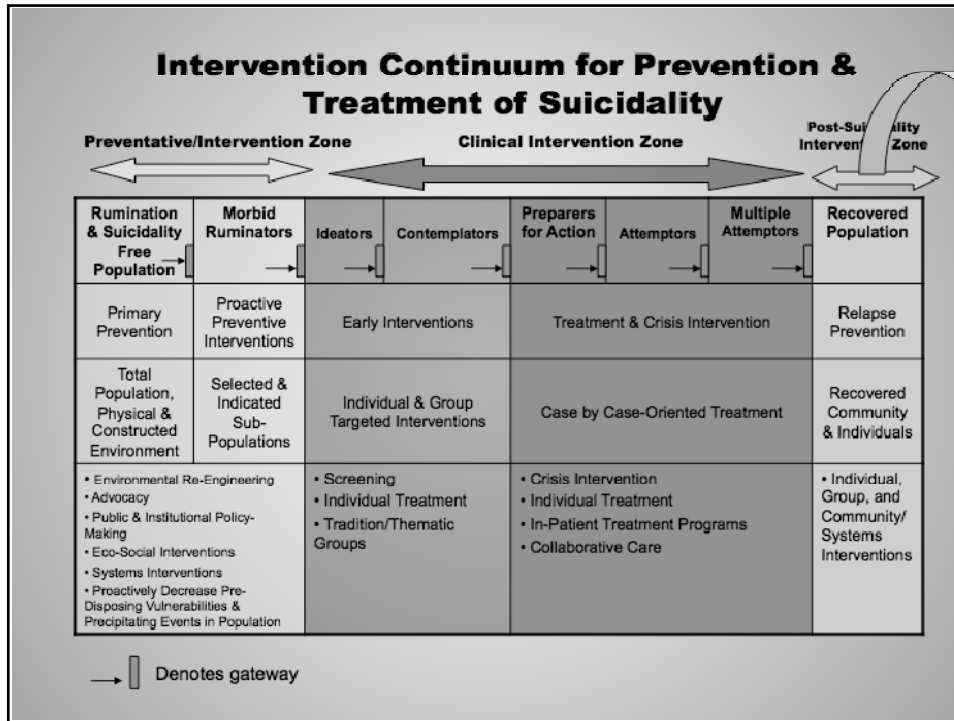 Intervention Continuum for Prevention &
Treatment of Suicidality
Preventative/Intervention Zone
Clinical Intervention Zone
Post-Suicidality
Intervention Zone
Rumination
& Suicidality
Free
Population
Morbid
Ruminators
Ideators
Contemplators
Preparers
for Action
Attemptors
Multiple
Attemptors
Recovered
Population
Primary
Prevention
Proactive
Preventive
Interventions
Early Interventions
Treatment & Crisis Intervention
Relapse
Prevention
Total
Population,
Physical &
Constructed
Environment
Selected &
Indicated
Sub-
Populations
Individual & Group
Targeted Interventions
Case by Case-Oriented Treatment
Recovered
Community
& Individuals
• Environmental Re-Engineering
• Advocacy
• Public & Institutional Policy-
Making
• Eco-Social Interventions
• Systems Interventions
• Proactively Decrease Pre-
Disposing Vulnerabilities &
Precipitating Events in Population
• Screening
• Individual Treatment
• Tradition/Thematic
Groups
• Crisis Intervention
• Individual Treatment
• In-Patient Treatment Programs
• Collaborative Care
• Individual,
Group, and
Community/
Systems
Interventions
Denotes gateway